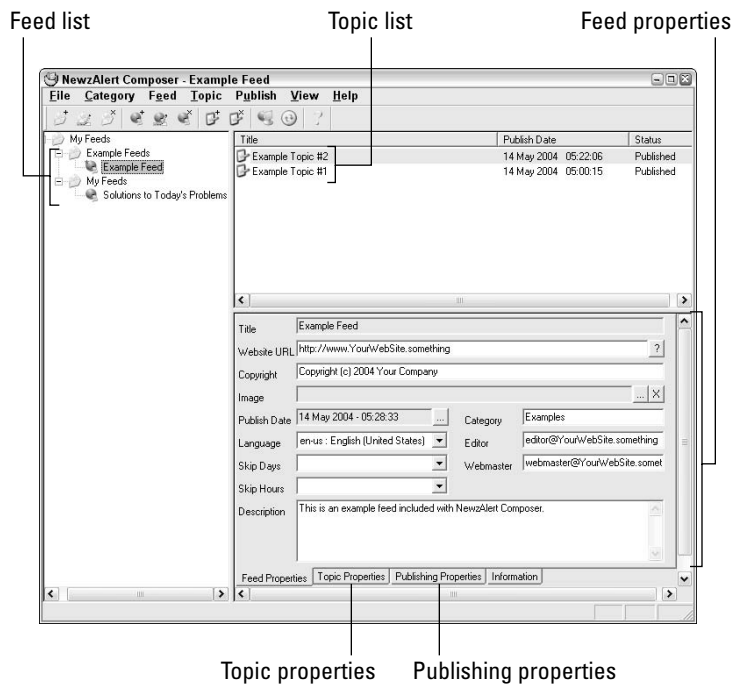 Feed list
Topic list
Feed properties
NewzAlert Composer - Example Feed
File Category Feed Topic Publish View Help
My Feeds
Example Feeds
Example Feed
My Feeds
Solutions to Today's Problems
Title Publish Date Status
Example Topic #2 14 May 2004 05:22:06 Published
Example Topic #1 14 May 2004 05:00:15 Published
Title Example Feed
Website URL http://www.YourWebSite.something ?
Copyright Copyright (c) 2004 Your Company
Image ... X
Publish Date 14 May 2004 - 05:28:33 ... Category Examples
Language en-us : English (United States) Editor editor@YourWebSite.something
Skip Days Webmaster webmaster@YourWebSite.somet
Skip Hours
Description This is an example feed included with NewzAlert Composer.
Feed Properties Topic Properties Publishing Properties Information
Topic properties
Publishing properties